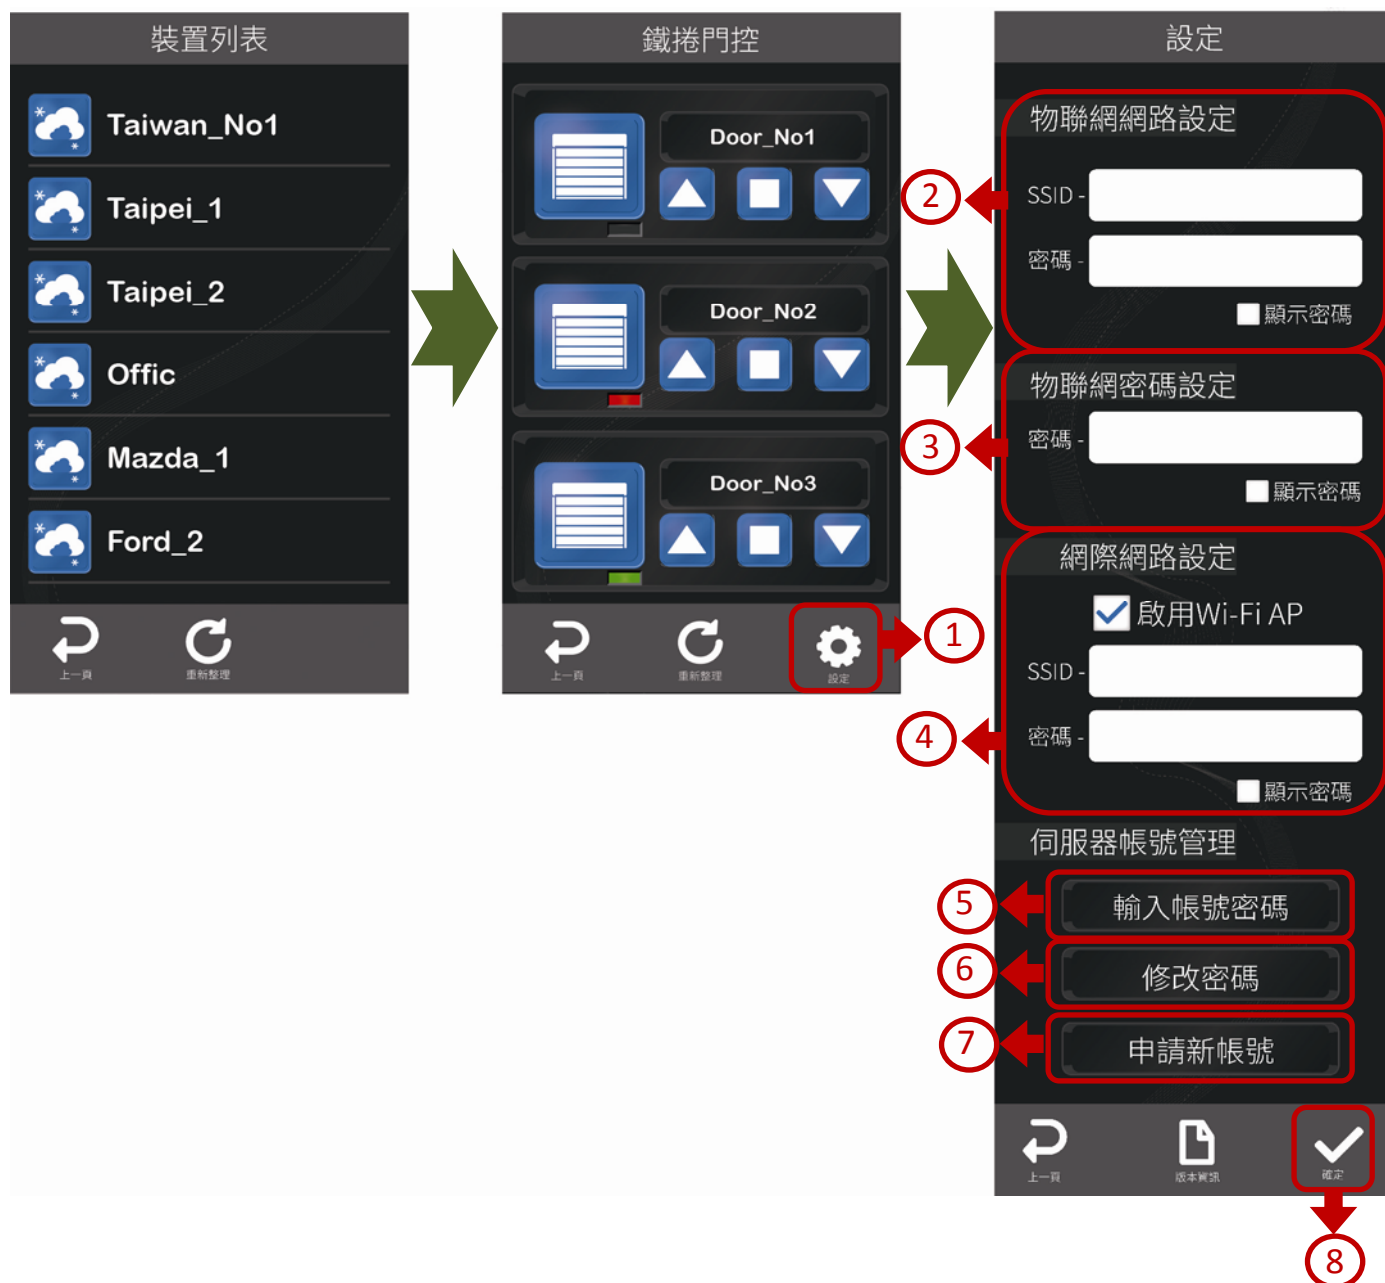 裝置列表
Taiwan_No1
Taipei_1
Taipei_2
Offic
Mazda_1
Ford_2
上一頁
重新整理
鐵捲門控
Door_No1
Door_No2
Door_No3
上一頁
重新整理
設定
1
設定
物聯網網路設定
SSID -
密碼 -
顯示密碼
2
物聯網密碼設定
密碼 -
顯示密碼
3
網際網路設定
啟用Wi-Fi AP
SSID -
密碼 -
顯示密碼
4
伺服器帳號管理
5
輸入帳號密碼
6
修改密碼
7
申請新帳號
上一頁
版本資訊
確定
8